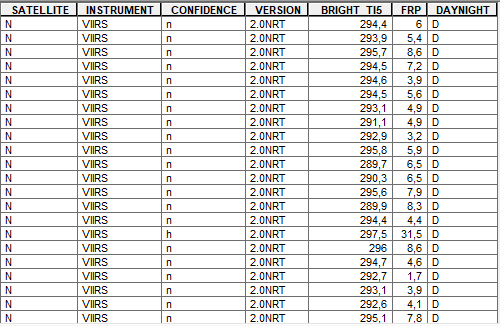 SATELLITE INSTRUMENT CONFIDENCE VERSION BRIGHT_TI5 FRP DAYNIGHT
N VIIRS n 2.0NRT 294,4 6 D
N VIIRS n 2.0NRT 293,9 5,4 D
N VIIRS n 2.0NRT 295,7 8,6 D
N VIIRS n 2.0NRT 294,5 7,2 D
N VIIRS n 2.0NRT 294,6 3,9 D
N VIIRS n 2.0NRT 294,5 5,6 D
N VIIRS n 2.0NRT 293,1 4,9 D
N VIIRS n 2.0NRT 291,1 4,9 D
N VIIRS n 2.0NRT 292,9 3,2 D
N VIIRS n 2.0NRT 295,8 5,9 D
N VIIRS n 2.0NRT 289,7 6,5 D
N VIIRS n 2.0NRT 290,3 6,5 D
N VIIRS n 2.0NRT 295,6 7,9 D
N VIIRS n 2.0NRT 289,9 8,3 D
N VIIRS n 2.0NRT 294,4 4,4 D
N VIIRS h 2.0NRT 297,5 31,5 D
N VIIRS n 2.0NRT 296 8,6 D
N VIIRS n 2.0NRT 294,7 4,6 D
N VIIRS n 2.0NRT 292,7 1,7 D
N VIIRS n 2.0NRT 293,1 3,9 D
N VIIRS n 2.0NRT 292,6 4,1 D
N VIIRS n 2.0NRT 295,1 7,8 D